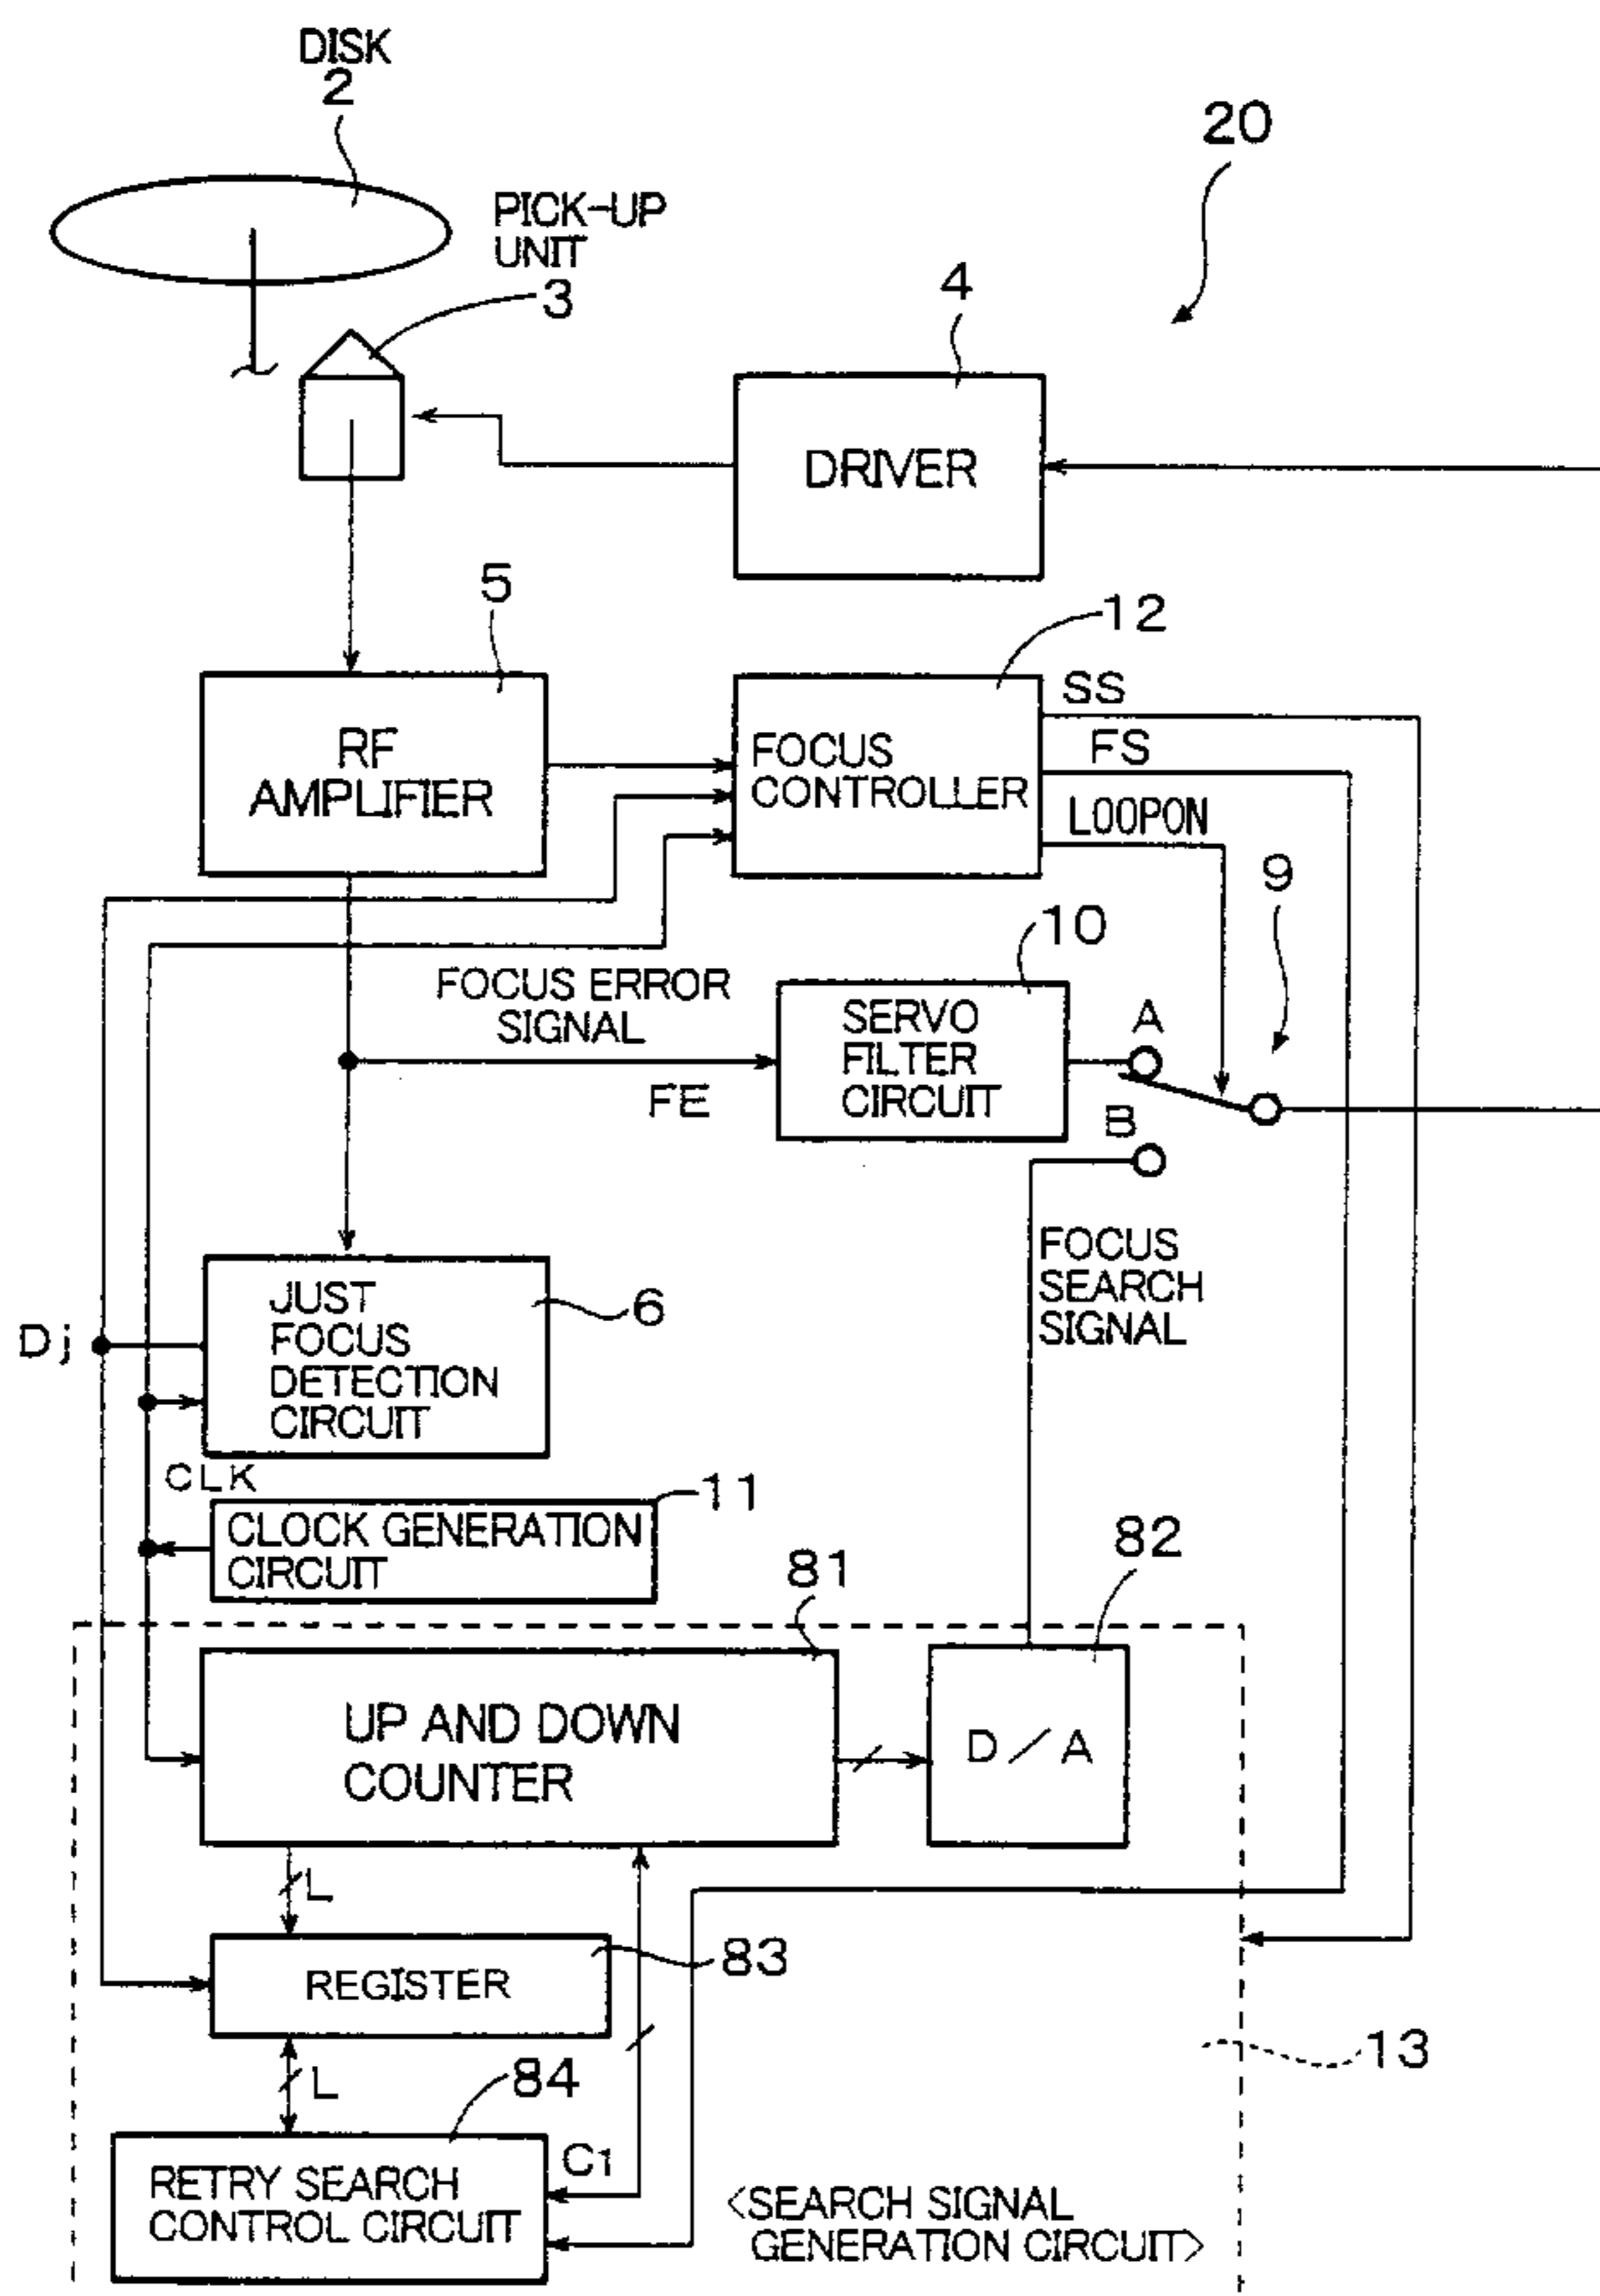 DISK
2
20
PICK-UP
UNIT
3
4
DRIVER
5
12
SS
RF
AMPLIFIER
FOCUS
CONTROLLER
FS
LOOPON
9
10
FOCUS ERROR
SIGNAL
SERVO
FILTER
CIRCUIT
A
FE
B
FOCUS
SEARCH
SIGNAL
JUST
FOCUS
DETECTION
CIRCUIT
6
Dj
CLK
11
CLOCK GENERATION
CIRCUIT
81
82
UP AND DOWN
COUNTER
D/A
L
83
REGISTER
13
L
84
C1
RETRY SEARCH
CONTROL CIRCUIT
<SEARCH SIGNAL
GENERATION CIRCUIT>